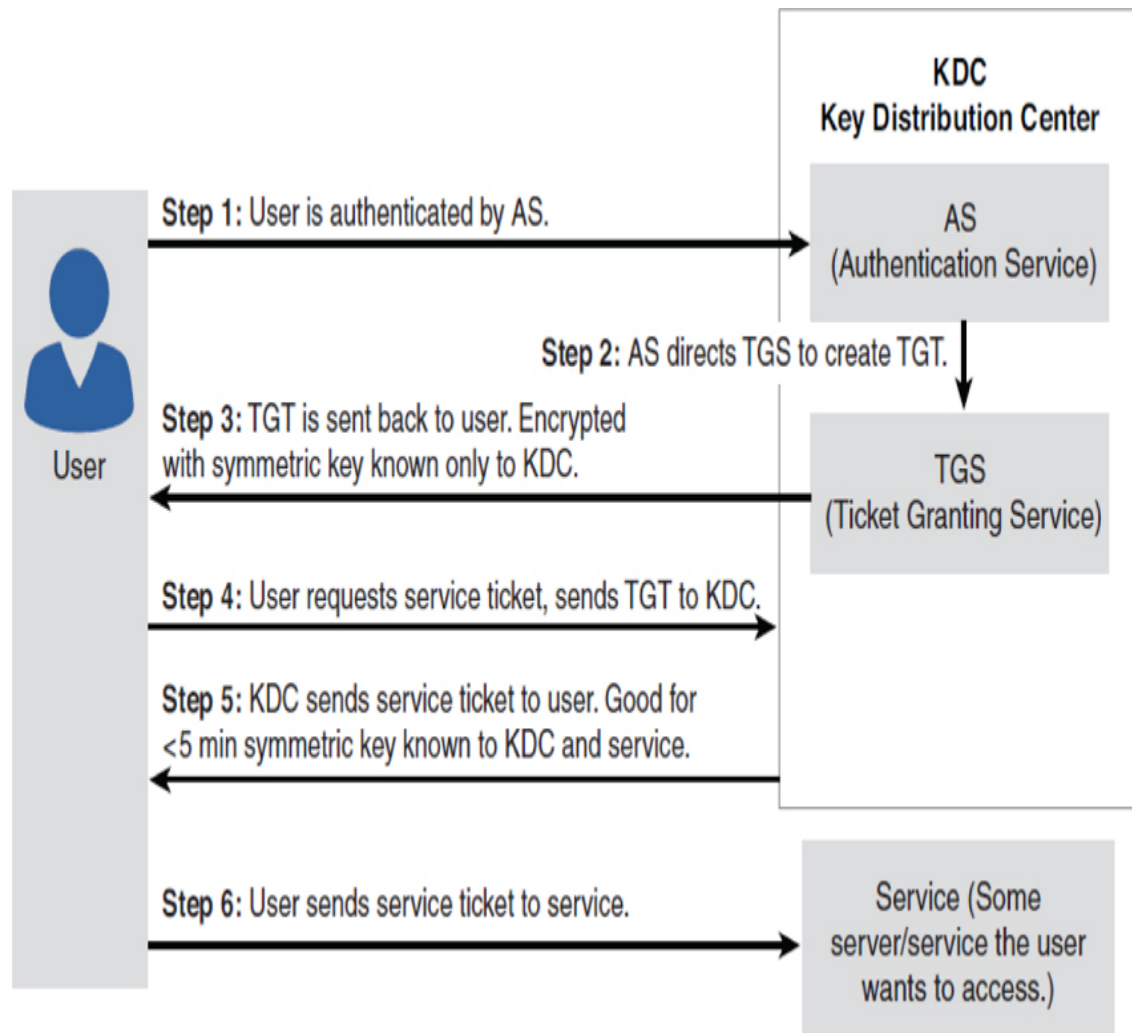 KDC
Key Distribution Center
Step 1: User is authenticated by AS.
AS
(Authentication Service)
Step 2: AS directs TGS to create TGT.
Step 3: TGT is sent back to user. Encrypted
with symmetric key known only to KDC.
User
TGS
(Ticket Granting Service)
Step 4: User requests service ticket, sends TGT to KDC.
Step 5: KDC sends service ticket to user. Good for
<5 min symmetric key known to KDC and service.
Step 6: User sends service ticket to service.
Service (Some
server/service the user
wants to access.)